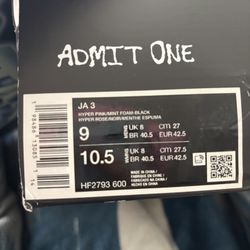 ADMIT ONE
JA 3
HYPER PINK/MINT FOAM-BLACK
HYPER ROSE/NOIR/MENTHE ESPUMA
9 UK 8 CM 27
BR 40.5 EUR 42.5
10.5 UK 8 CM 27.5
BR 40.5 EUR 42.5
HF2793 600
MADE IN CHINA